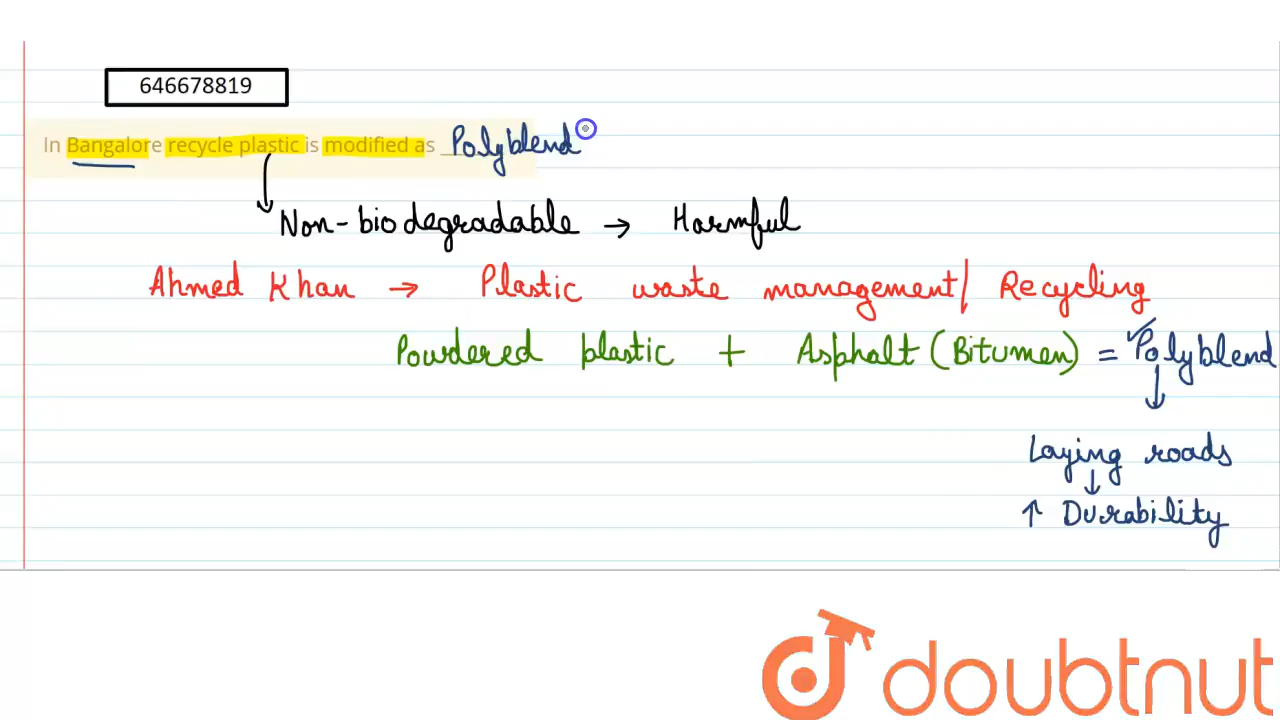 646678819
In Bangalore recycle plastic is modified as __ Polyblend
Non-biodegradable → Harmful
Ahmed Khan → Plastic waste management/ Recycling
Powdered plastic + Asphalt (Bitumen) = Polyblend
↓
Laying roads
↓
↑ Durability
doubtnut